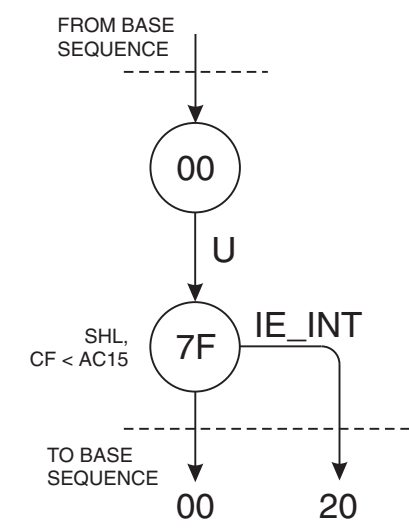 FROM BASE
SEQUENCE
00
U
SHL,
CF < AC15
7F
IE_INT
TO BASE
SEQUENCE
00
20